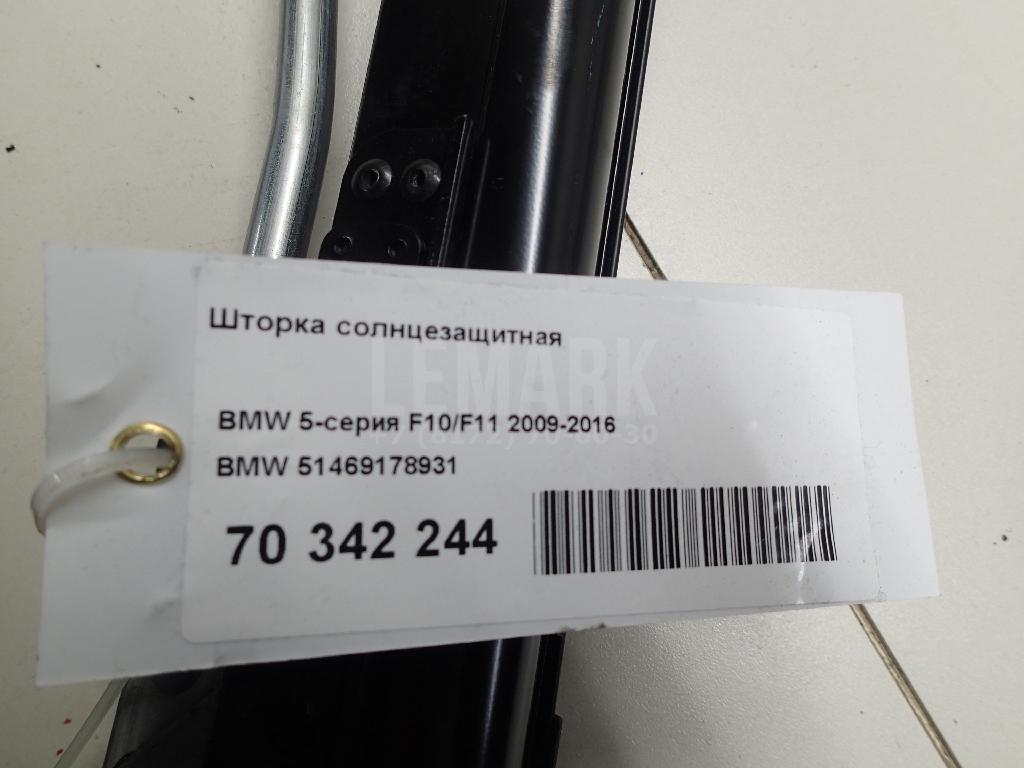 Шторка солнцезащитная
LEMARK
BMW 5-серия F10/F11 2009-2016
+7 (8172) 70-80-30
BMW 51469178931
70 342 244